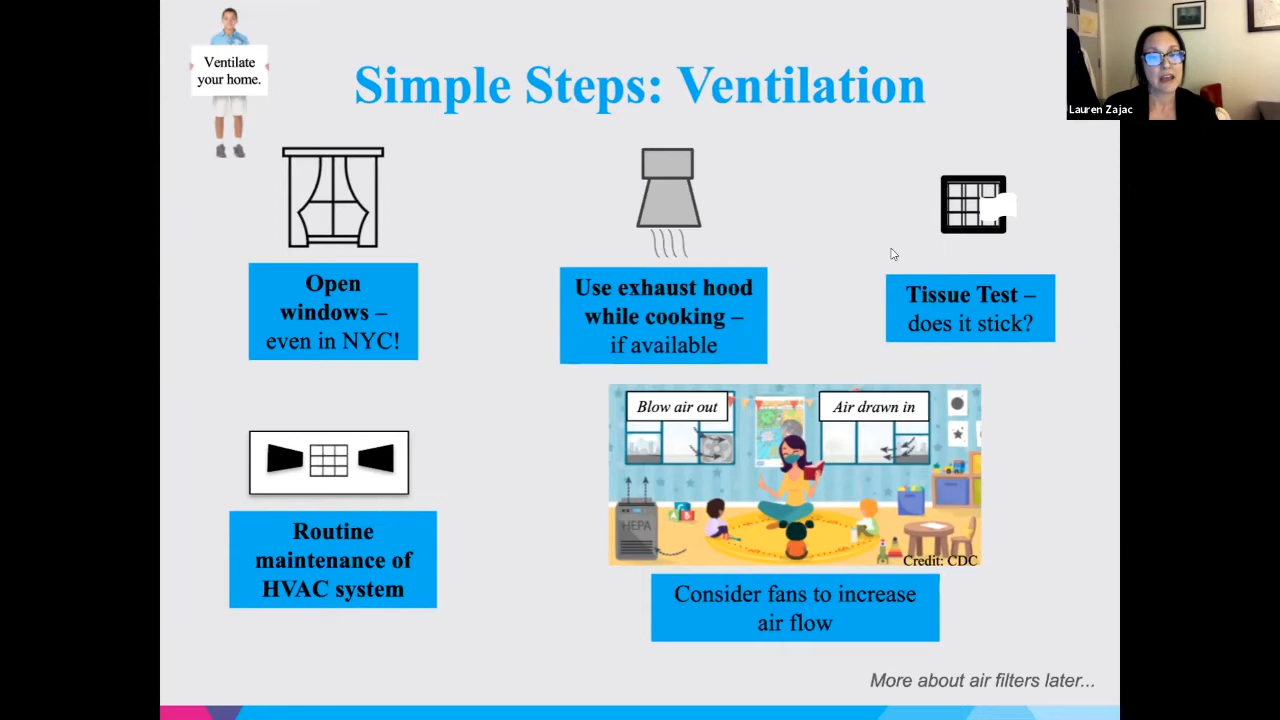 Ventilate
your home.
Simple Steps: Ventilation
Lauren Zajac
Open
windows –
even in NYC!
Use exhaust hood
while cooking –
if available
Tissue Test –
does it stick?
Routine
maintenance of
HVAC system
Blow air out
Air drawn in
HEPA
Credit: CDC
Consider fans to increase
air flow
More about air filters later...